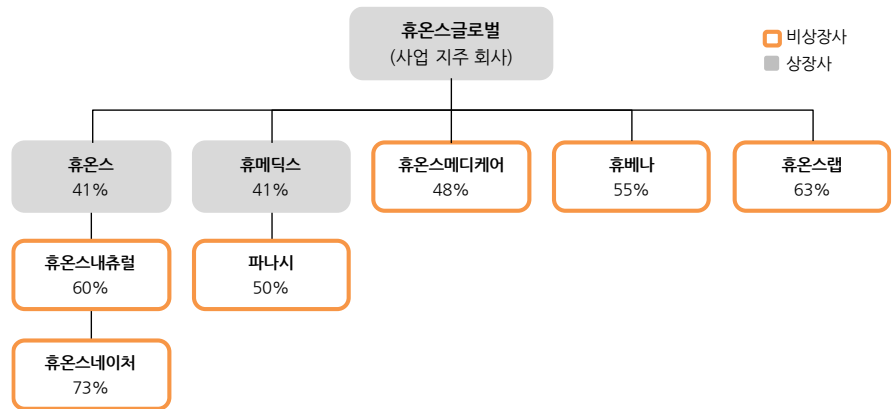 휴온스글로벌
(사업 지주 회사)
비상장사
상장사
휴온스
41%
휴메딕스
41%
휴온스메디케어
48%
휴베나
55%
휴온스랩
63%
휴온스내츄럴
60%
파나시
50%
휴온스네이처
73%